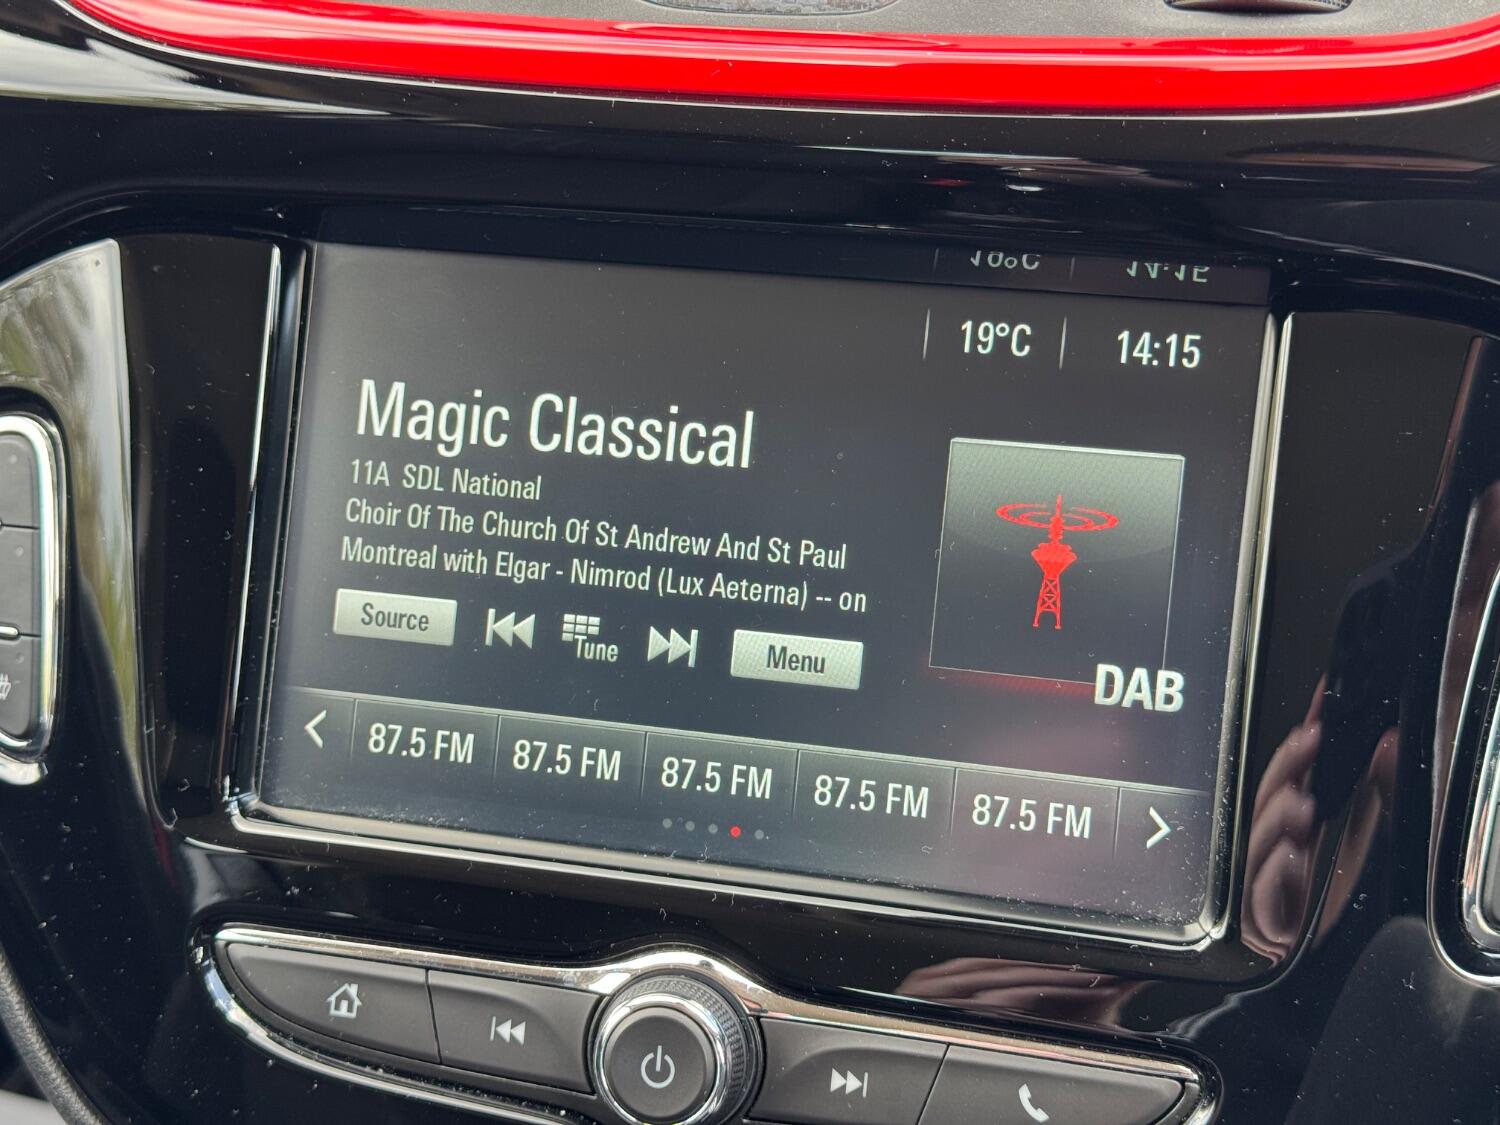 19°C 14:15
Magic Classical
11A SDL National
Choir Of The Church Of St Andrew And St Paul
Montreal with Elgar - Nimrod (Lux Aeterna) -- on
Source Tune Menu
DAB
87.5 FM 87.5 FM 87.5 FM 87.5 FM 87.5 FM